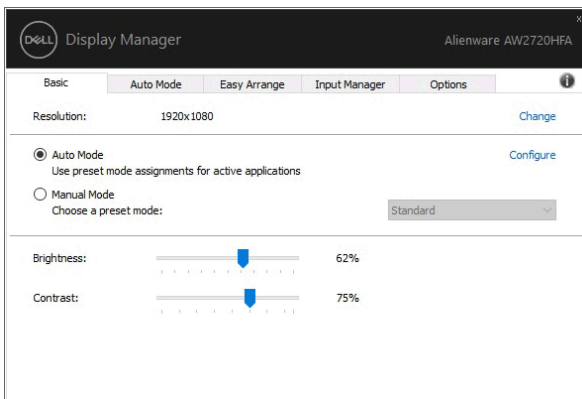 DELL Display Manager Alienware AW2720HFA
Basic Auto Mode Easy Arrange Input Manager Options
Resolution: 1920x1080 Change
Auto Mode Configure
Use preset mode assignments for active applications
Manual Mode
Choose a preset mode: Standard
Brightness: 62%
Contrast: 75%